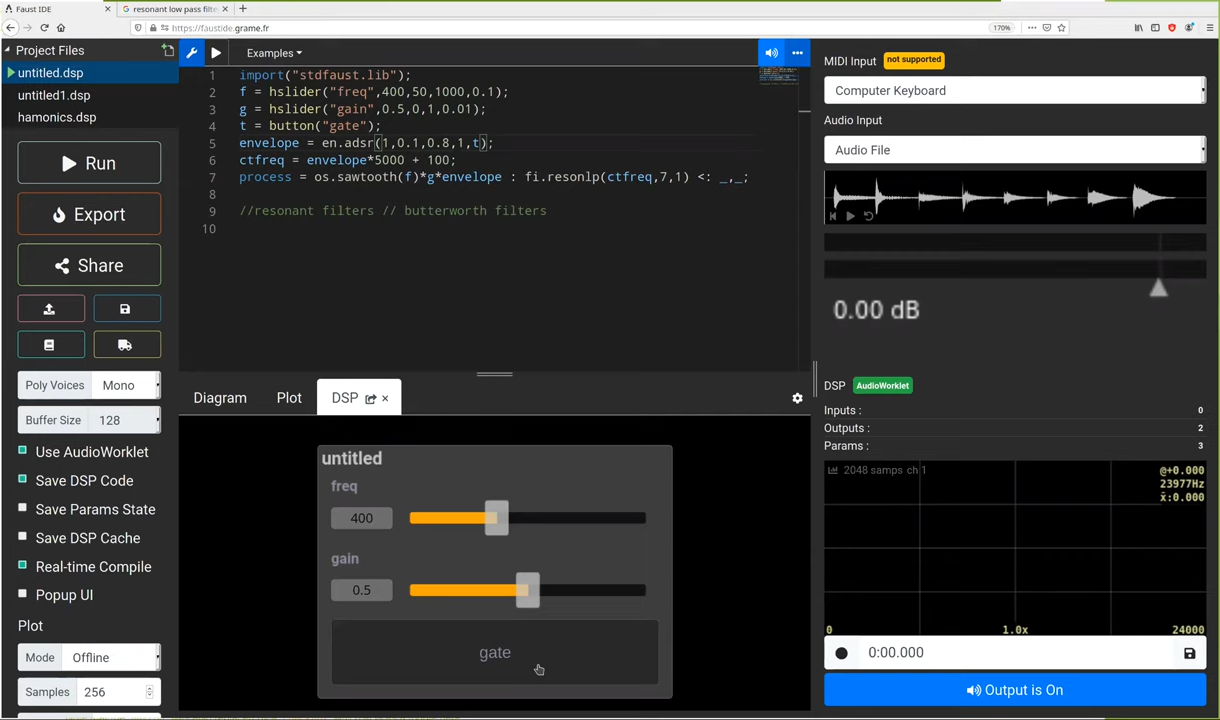 Faust IDE
resonant low pass filte
https://faustide.grame.fr
170%
Project Files
untitled.dsp
untitled1.dsp
hamonics.dsp
Run
Export
Share
Poly Voices Mono
Buffer Size 128
Use AudioWorklet
Save DSP Code
Save Params State
Save DSP Cache
Real-time Compile
Popup UI
Plot
Mode Offline
Samples 256
Examples
1 import("stdfaust.lib");
2 f = hslider("freq",400,50,1000,0.1);
3 g = hslider("gain",0.5,0,1,0.01);
4 t = button("gate");
5 envelope = en.adsr(1,0.1,0.8,1,t);
6 ctfreq = envelope*5000 + 100;
7 process = os.sawtooth(f)*g*envelope : fi.resonlp(ctfreq,7,1) <: _,_;
8
9 //resonant filters // butterworth filters
10
Diagram Plot DSP
untitled
freq
400
gain
0.5
gate
MIDI Input not supported
Computer Keyboard
Audio Input
Audio File
0.00 dB
DSP AudioWorklet
Inputs : 0
Outputs : 2
Params : 3
2048 samps ch 1
@+0.000
23977Hz
x̄:0.000
0 1.0x 24000
0:00.000
Output is On